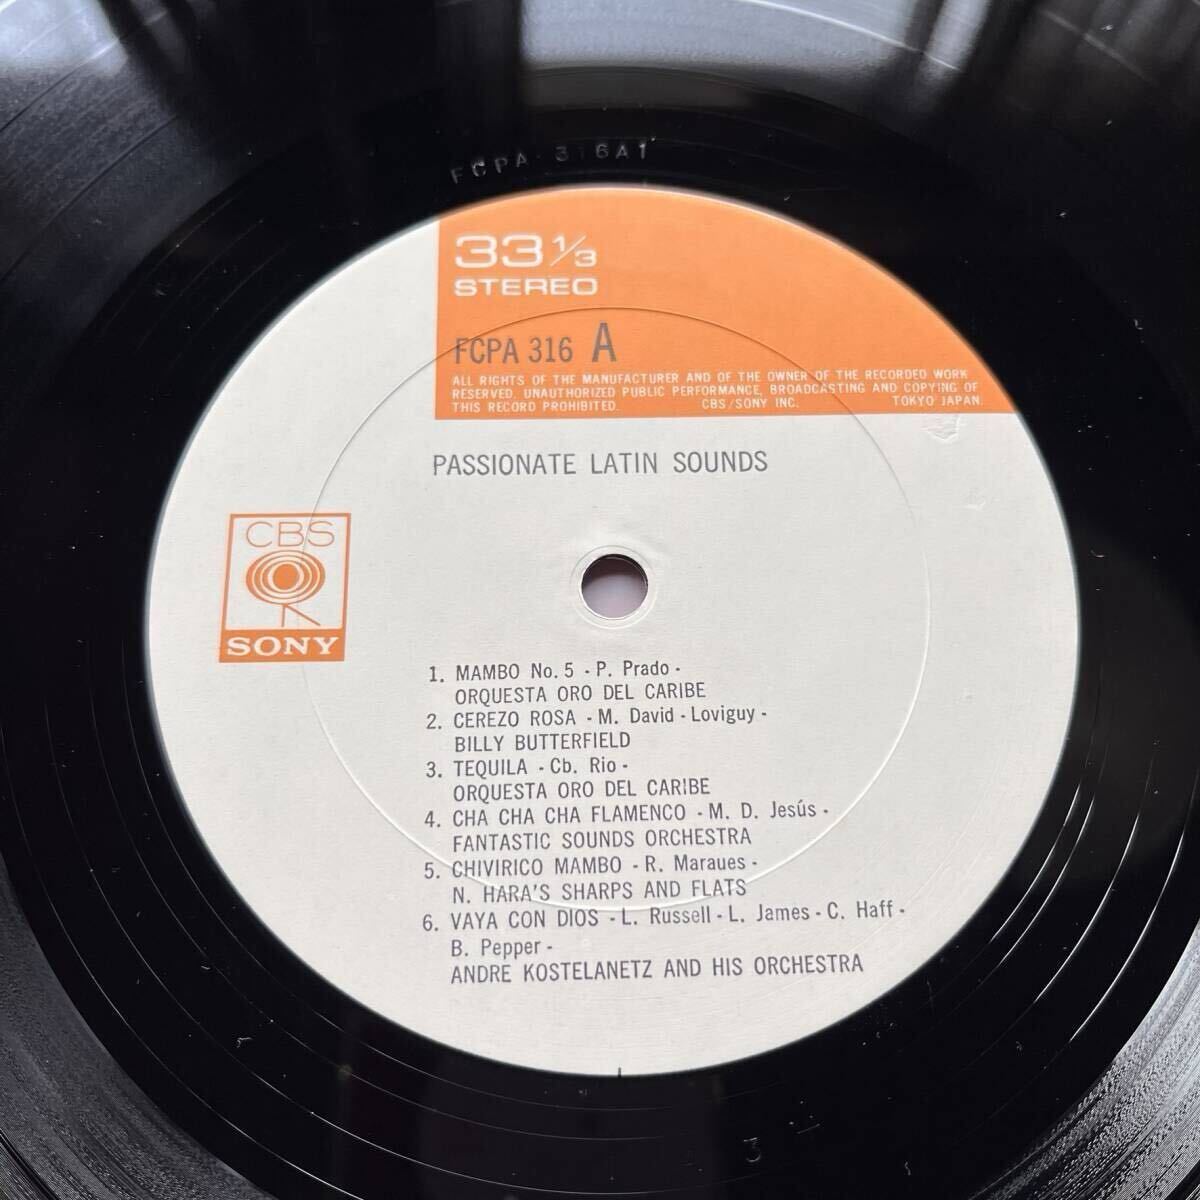 FCPA 316A1
33 1/3
STEREO
FCPA 316 A
ALL RIGHTS OF THE MANUFACTURER AND OF THE OWNER OF THE RECORDED WORK
RESERVED. UNAUTHORIZED PUBLIC PERFORMANCE, BROADCASTING AND COPYING OF
THIS RECORD PROHIBITED. CBS/SONY INC. TOKYO JAPAN.
PASSIONATE LATIN SOUNDS
CBS
SONY
1. MAMBO No. 5 - P. Prado -
ORQUESTA ORO DEL CARIBE
2. CEREZO ROSA - M. David - Loviguy -
BILLY BUTTERFIELD
3. TEQUILA - Cb. Rio -
ORQUESTA ORO DEL CARIBE
4. CHA CHA CHA FLAMENCO - M. D. Jesús -
FANTASTIC SOUNDS ORCHESTRA
5. CHIVIRICO MAMBO - R. Maraues -
N. HARA'S SHARPS AND FLATS
6. VAYA CON DIOS - L. Russell - L. James - C. Haff -
B. Pepper -
ANDRE KOSTELANETZ AND HIS ORCHESTRA